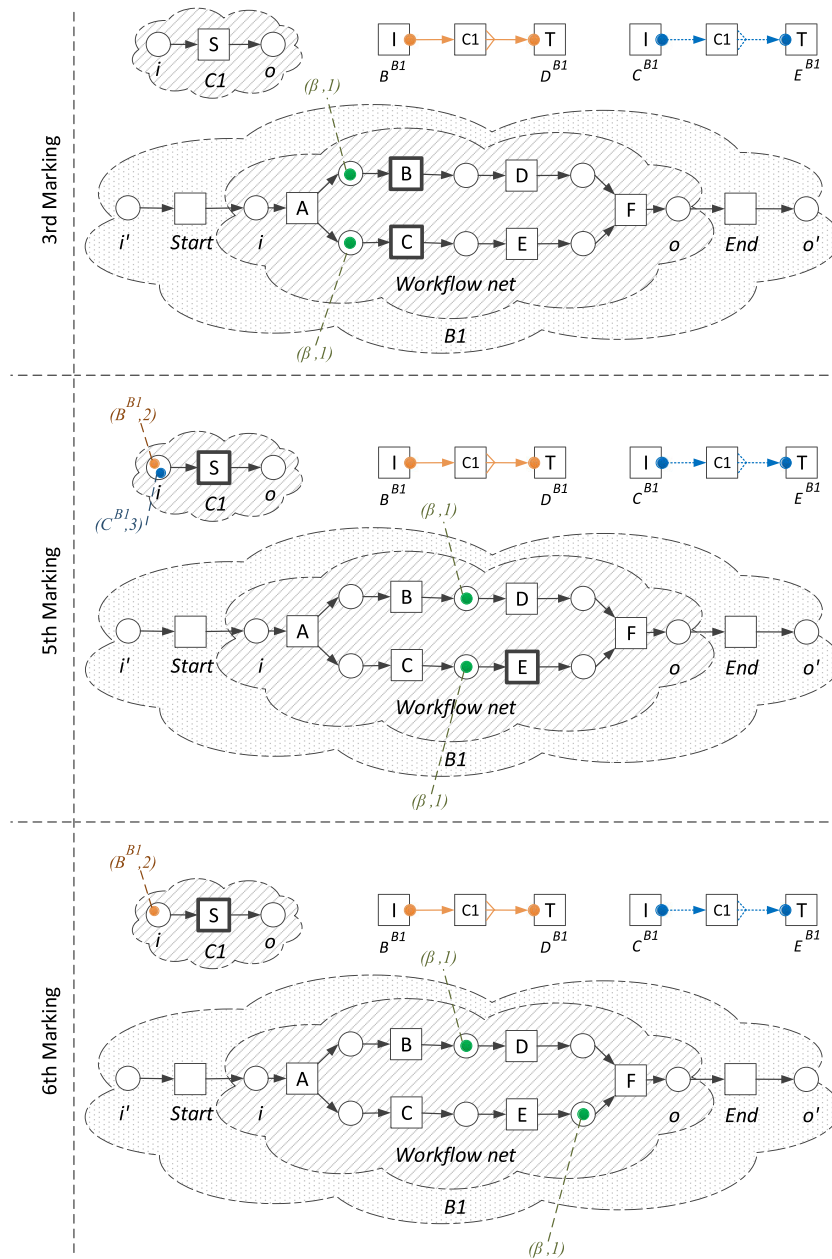 3rd Marking
S
i
C1
o
I
C1
T
B^B1
D^B1
I
C1
T
C^B1
E^B1
(β,1)
B
D
A
F
C
E
i'
Start
i
o
End
o'
Workflow net
B1
(β,1)
5th Marking
(B^B1,2)
S
i
C1
o
(C^B1,3)
I
C1
T
B^B1
D^B1
I
C1
T
C^B1
E^B1
(β,1)
B
D
A
F
C
E
i'
Start
i
o
End
o'
Workflow net
B1
(β,1)
6th Marking
(B^B1,2)
S
i
C1
o
I
C1
T
B^B1
D^B1
I
C1
T
C^B1
E^B1
(β,1)
B
D
A
F
C
E
i'
Start
i
o
End
o'
Workflow net
B1
(β,1)